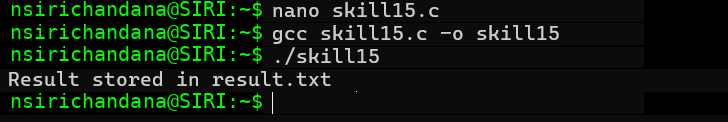 nsirichandana@SIRI:~$ nano skill15.c
nsirichandana@SIRI:~$ gcc skill15.c -o skill15
nsirichandana@SIRI:~$ ./skill15
Result stored in result.txt
nsirichandana@SIRI:~$